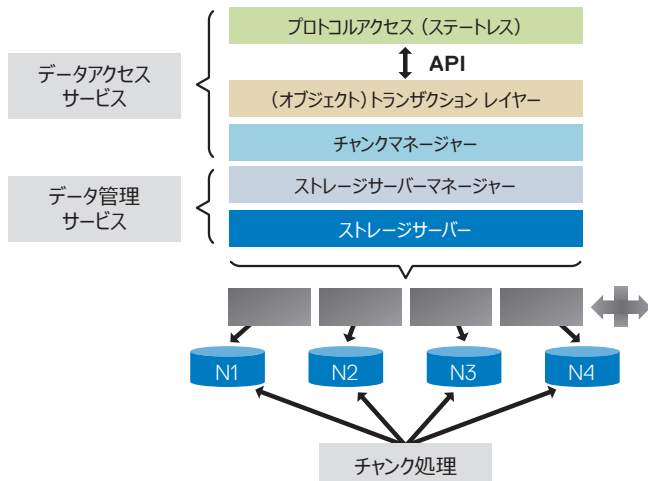 プロトコルアクセス（ステートレス）
API
データアクセス
サービス
（オブジェクト）トランザクション レイヤー
チャンクマネージャー
データ管理
サービス
ストレージサーバーマネージャー
ストレージサーバー
N1
N2
N3
N4
チャンク処理